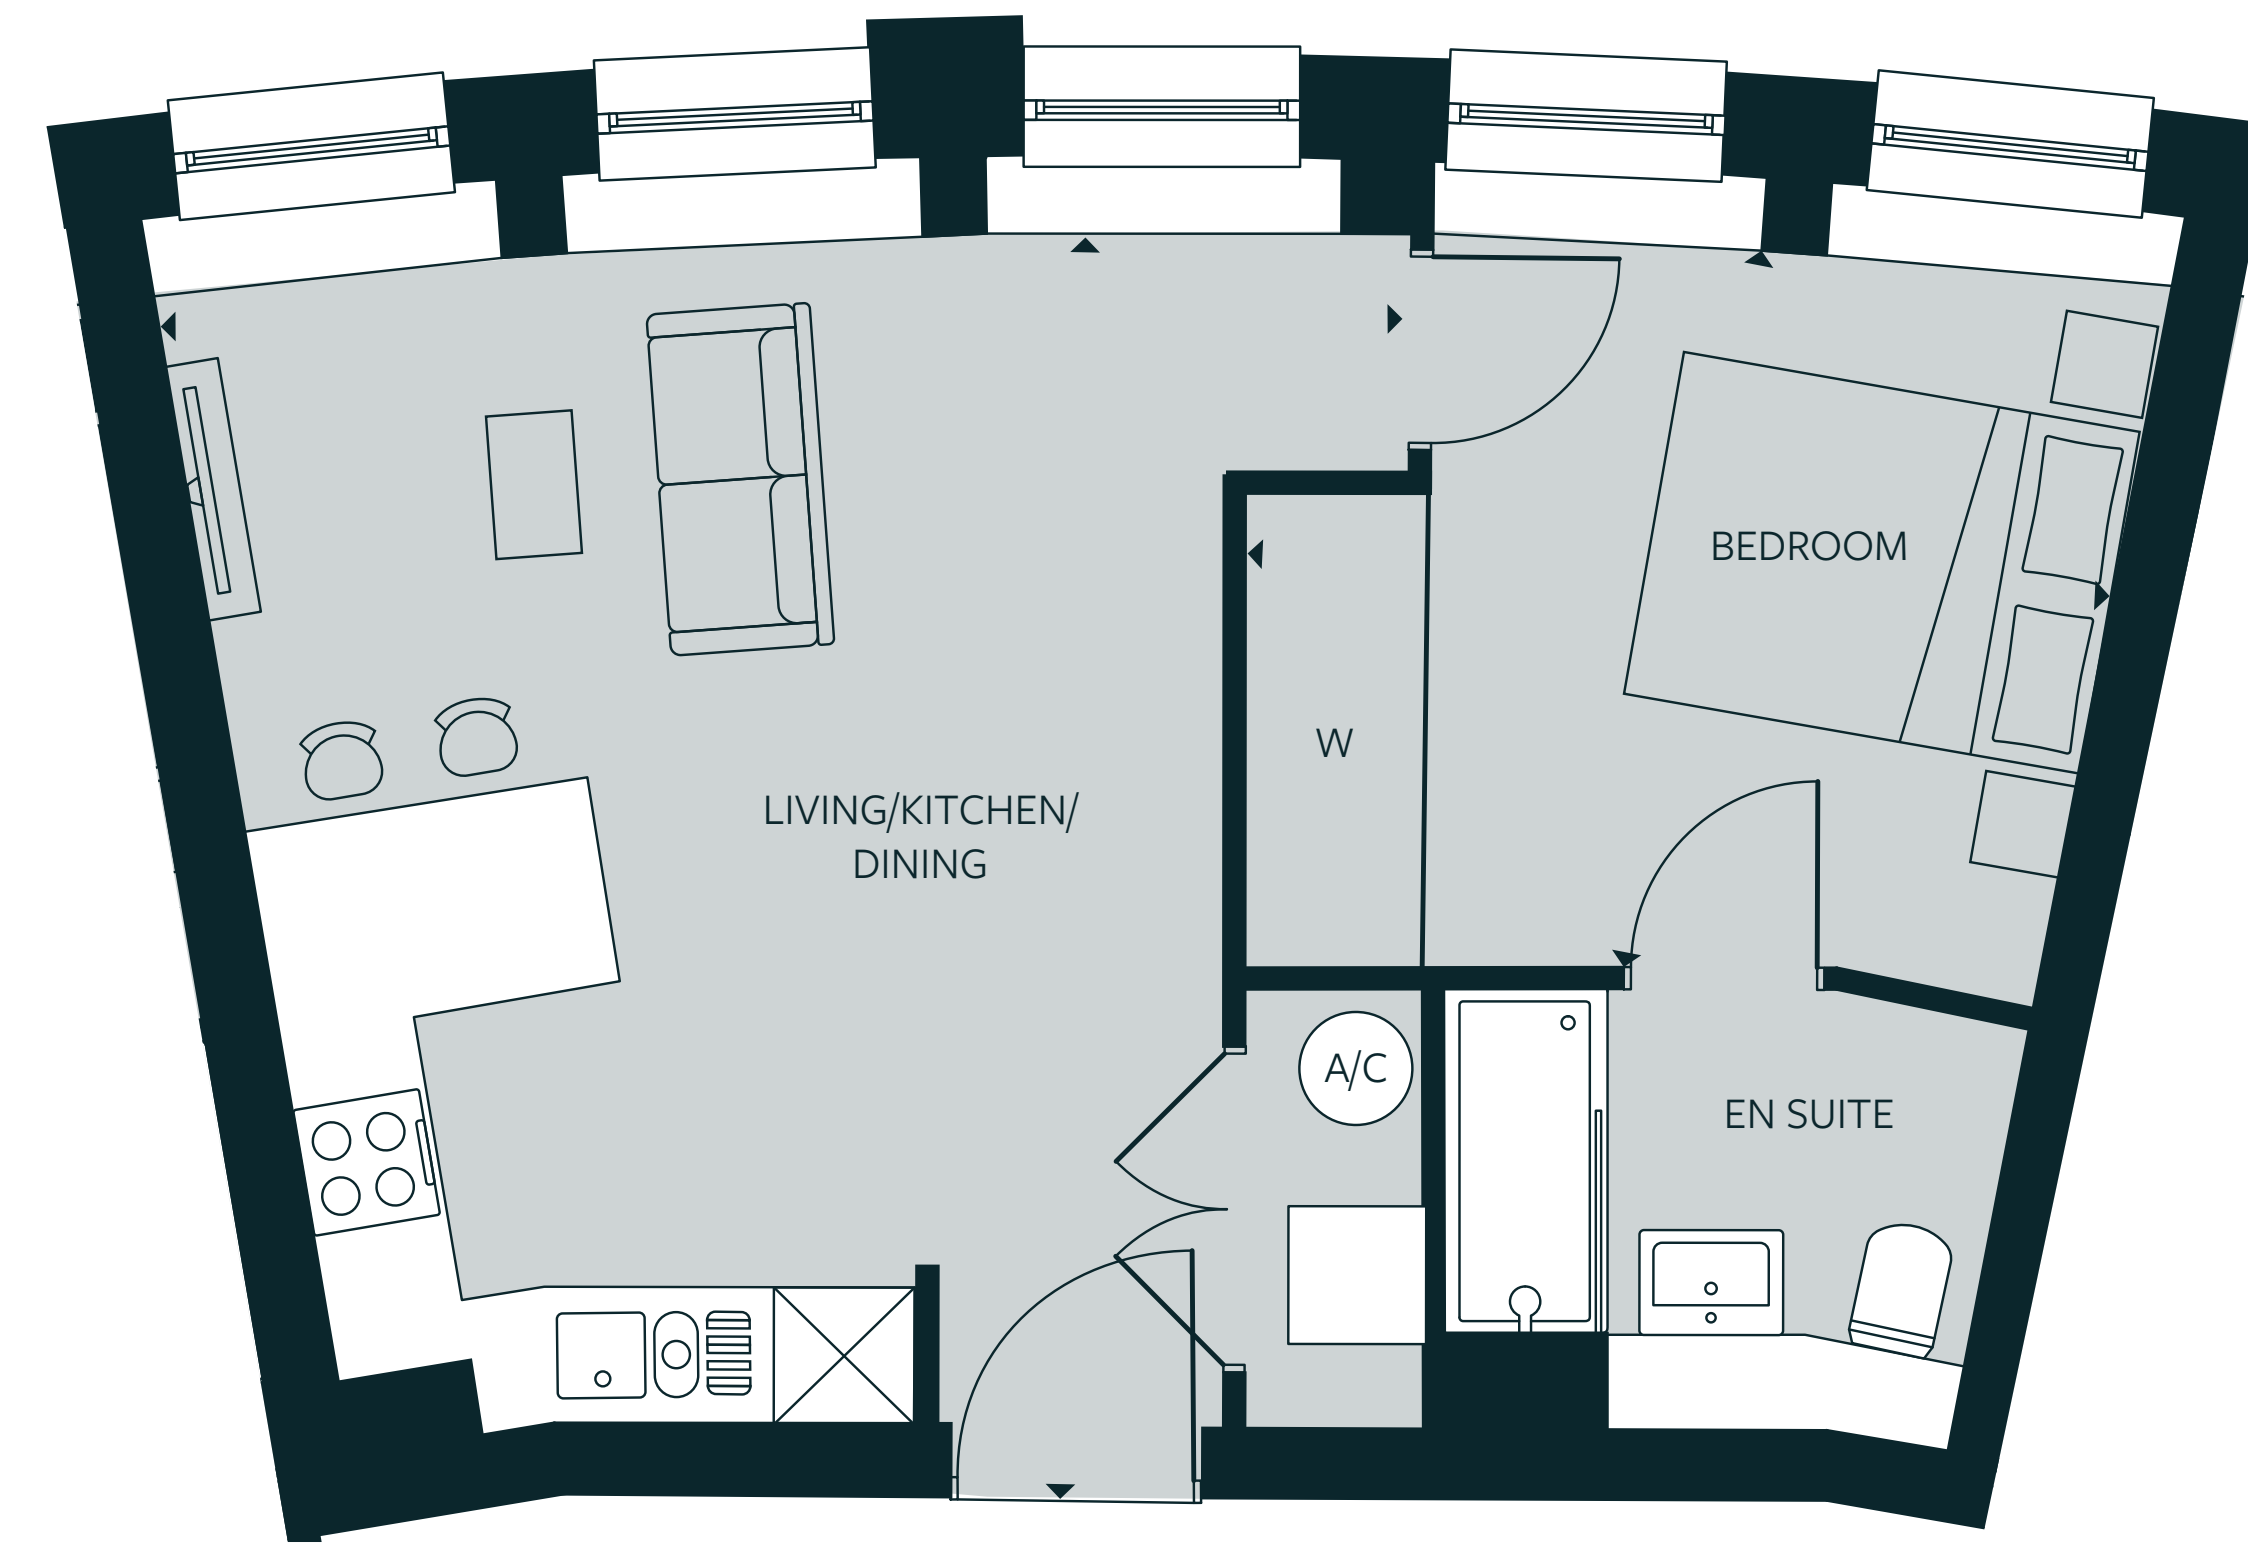 BEDROOM
W
LIVING/KITCHEN/
DINING
A/C
EN SUITE